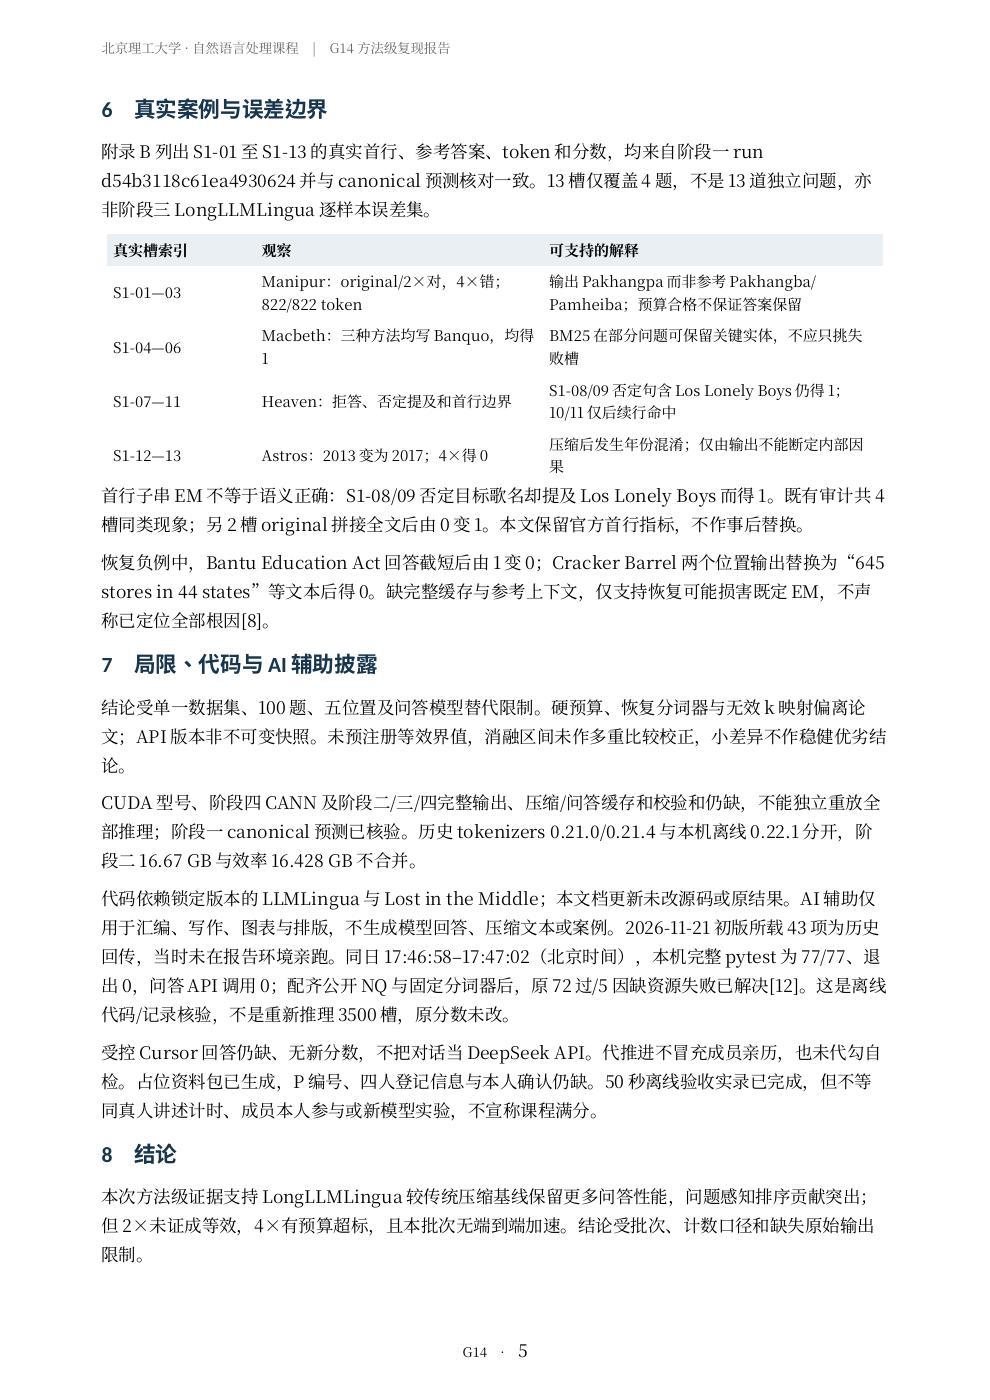 北京理工大学 · 自然语言处理课程 | G14 方法级复现报告
6 真实案例与误差边界
附录 B 列出 S1-01 至 S1-13 的真实首行、参考答案、token 和分数，均来自阶段一 run
d54b3118c61ea4930624 并与 canonical 预测核对一致。13 槽仅覆盖 4 题，不是 13 道独立问题，亦
非阶段三 LongLLMLingua 逐样本误差集。
真实槽索引 观察 可支持的解释
S1-01—03
Manipur：original/2×对，4×错；
822/822 token
输出 Pakhangpa 而非参考 Pakhangba/
Pamheiba；预算合格不保证答案保留
S1-04—06
Macbeth：三种方法均写 Banquo，均得
1
BM25 在部分问题可保留关键实体，不应只挑失
败槽
S1-07—11
Heaven：拒答、否定提及和首行边界
S1-08/09 否定句含 Los Lonely Boys 仍得 1；
10/11 仅后续行命中
S1-12—13
Astros：2013 变为 2017；4×得 0
压缩后发生年份混淆；仅由输出不能断定内部因
果
首行子串 EM 不等于语义正确：S1-08/09 否定目标歌名却提及 Los Lonely Boys 而得 1。既有审计共 4
槽同类现象；另 2 槽 original 拼接全文后由 0 变 1。本文保留官方首行指标，不作事后替换。
恢复负例中，Bantu Education Act 回答截短后由 1 变 0；Cracker Barrel 两个位置输出替换为“645
stores in 44 states”等文本后得 0。缺完整缓存与参考上下文，仅支持恢复可能损害既定 EM，不声
称已定位全部根因[8]。
7 局限、代码与 AI 辅助披露
结论受单一数据集、100 题、五位置及问答模型替代限制。硬预算、恢复分词器与无效 k 映射偏离论
文；API 版本非不可变快照。未预注册等效界值，消融区间未作多重比较校正，小差异不作稳健优劣结
论。
CUDA 型号、阶段四 CANN 及阶段二/三/四完整输出、压缩/问答缓存和校验和仍缺，不能独立重放全
部推理；阶段一 canonical 预测已核验。历史 tokenizers 0.21.0/0.21.4 与本机离线 0.22.1 分开，阶
段二 16.67 GB 与效率 16.428 GB 不合并。
代码依赖锁定版本的 LLMLingua 与 Lost in the Middle；本文档更新未改源码或原结果。AI 辅助仅
用于汇编、写作、图表与排版，不生成模型回答、压缩文本或案例。2026-11-21 初版所载 43 项为历史
回传，当时未在报告环境亲跑。同日 17:46:58–17:47:02（北京时间），本机完整 pytest 为 77/77、退
出 0，问答 API 调用 0；配齐公开 NQ 与固定分词器后，原 72 过/5 因缺资源失败已解决[12]。这是离线
代码/记录核验，不是重新推理 3500 槽，原分数未改。
受控 Cursor 回答仍缺、无新分数，不把对话当 DeepSeek API。代推进不冒充成员亲历，也未代勾自
检。占位资料包已生成，P 编号、四人登记信息与本人确认仍缺。50 秒离线验收实录已完成，但不等
同真人讲述计时、成员本人参与或新模型实验，不宣称课程满分。
8 结论
本次方法级证据支持 LongLLMLingua 较传统压缩基线保留更多问答性能，问题感知排序贡献突出；
但 2×未证成等效，4×有预算超标，且本批次无端到端加速。结论受批次、计数口径和缺失原始输出
限制。
G14 · 5